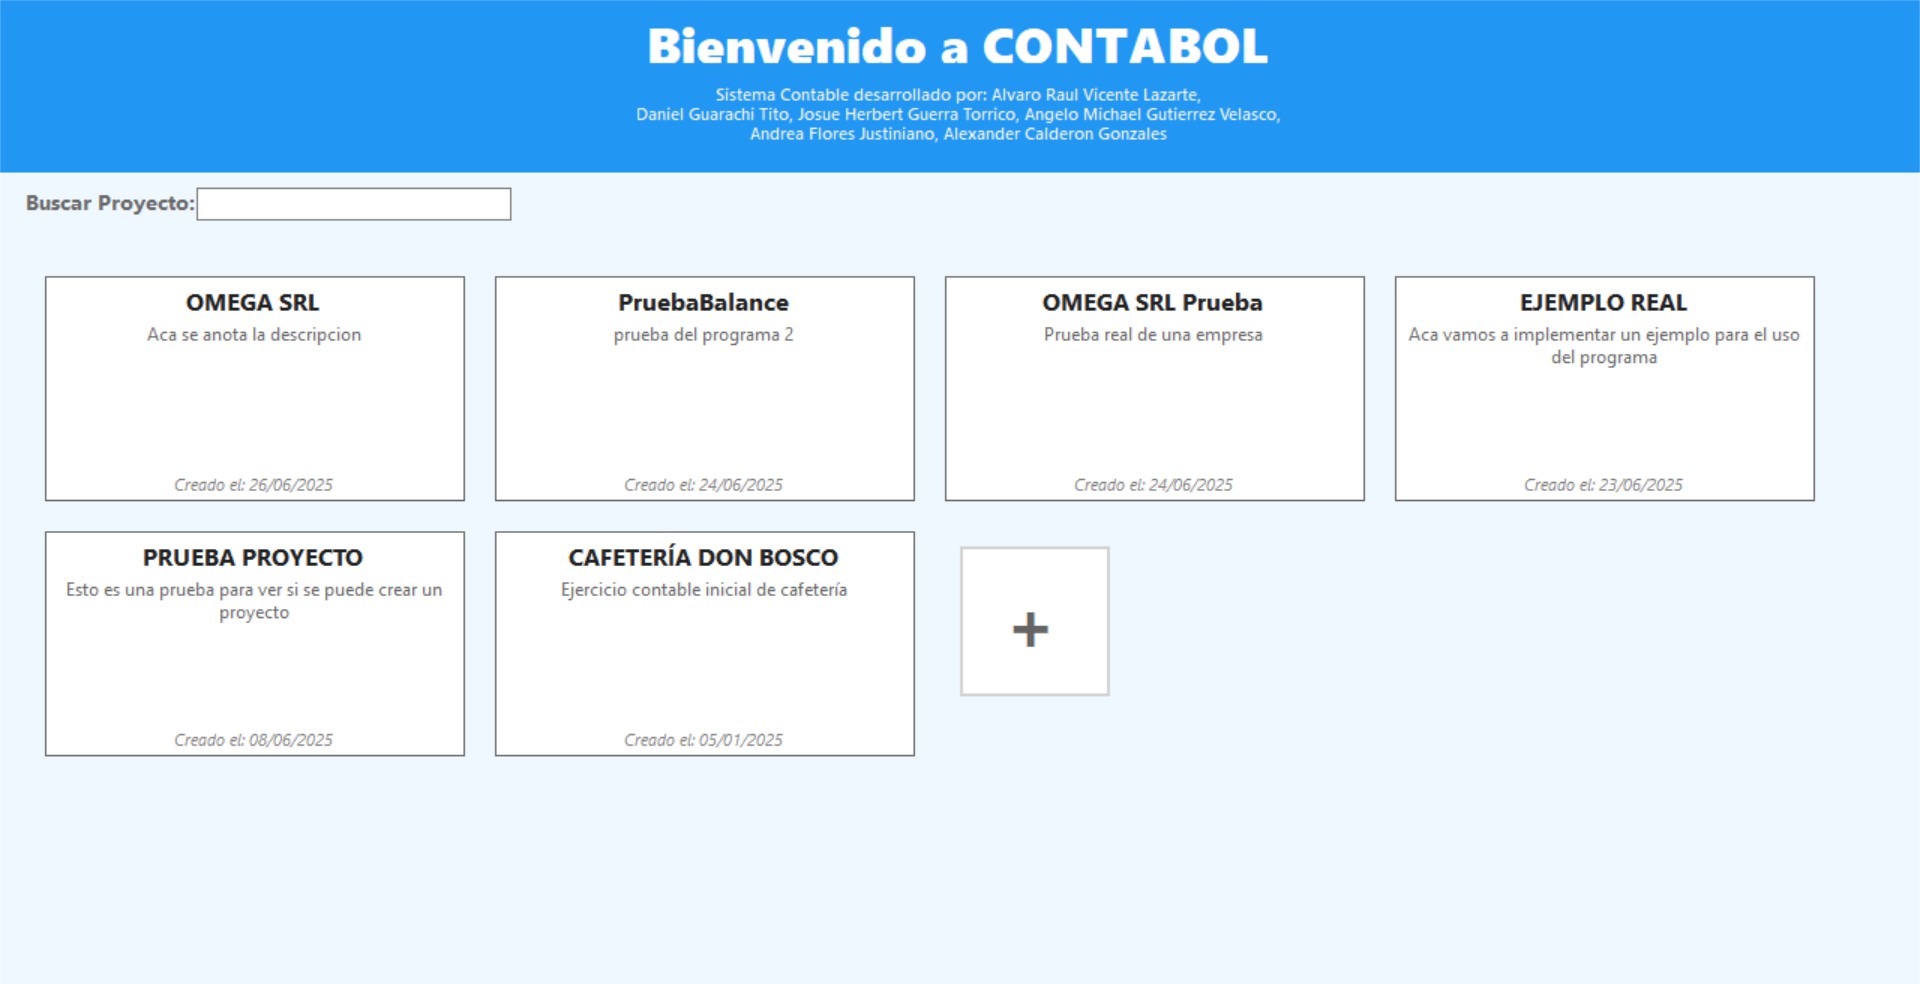 Bienvenido a CONTABOL
Sistema Contable desarrollado por: Alvaro Raul Vicente Lazarte,
Daniel Guarachi Tito, Josue Herbert Guerra Torrico, Angelo Michael Gutierrez Velasco,
Andrea Flores Justiniano, Alexander Calderon Gonzales
Buscar Proyecto:
OMEGA SRL
Aca se anota la descripcion
Creado el: 26/06/2025
PruebaBalance
prueba del programa 2
Creado el: 24/06/2025
OMEGA SRL Prueba
Prueba real de una empresa
Creado el: 24/06/2025
EJEMPLO REAL
Aca vamos a implementar un ejemplo para el uso
del programa
Creado el: 23/06/2025
PRUEBA PROYECTO
Esto es una prueba para ver si se puede crear un
proyecto
Creado el: 08/06/2025
CAFETERÍA DON BOSCO
Ejercicio contable inicial de cafetería
Creado el: 05/01/2025
+